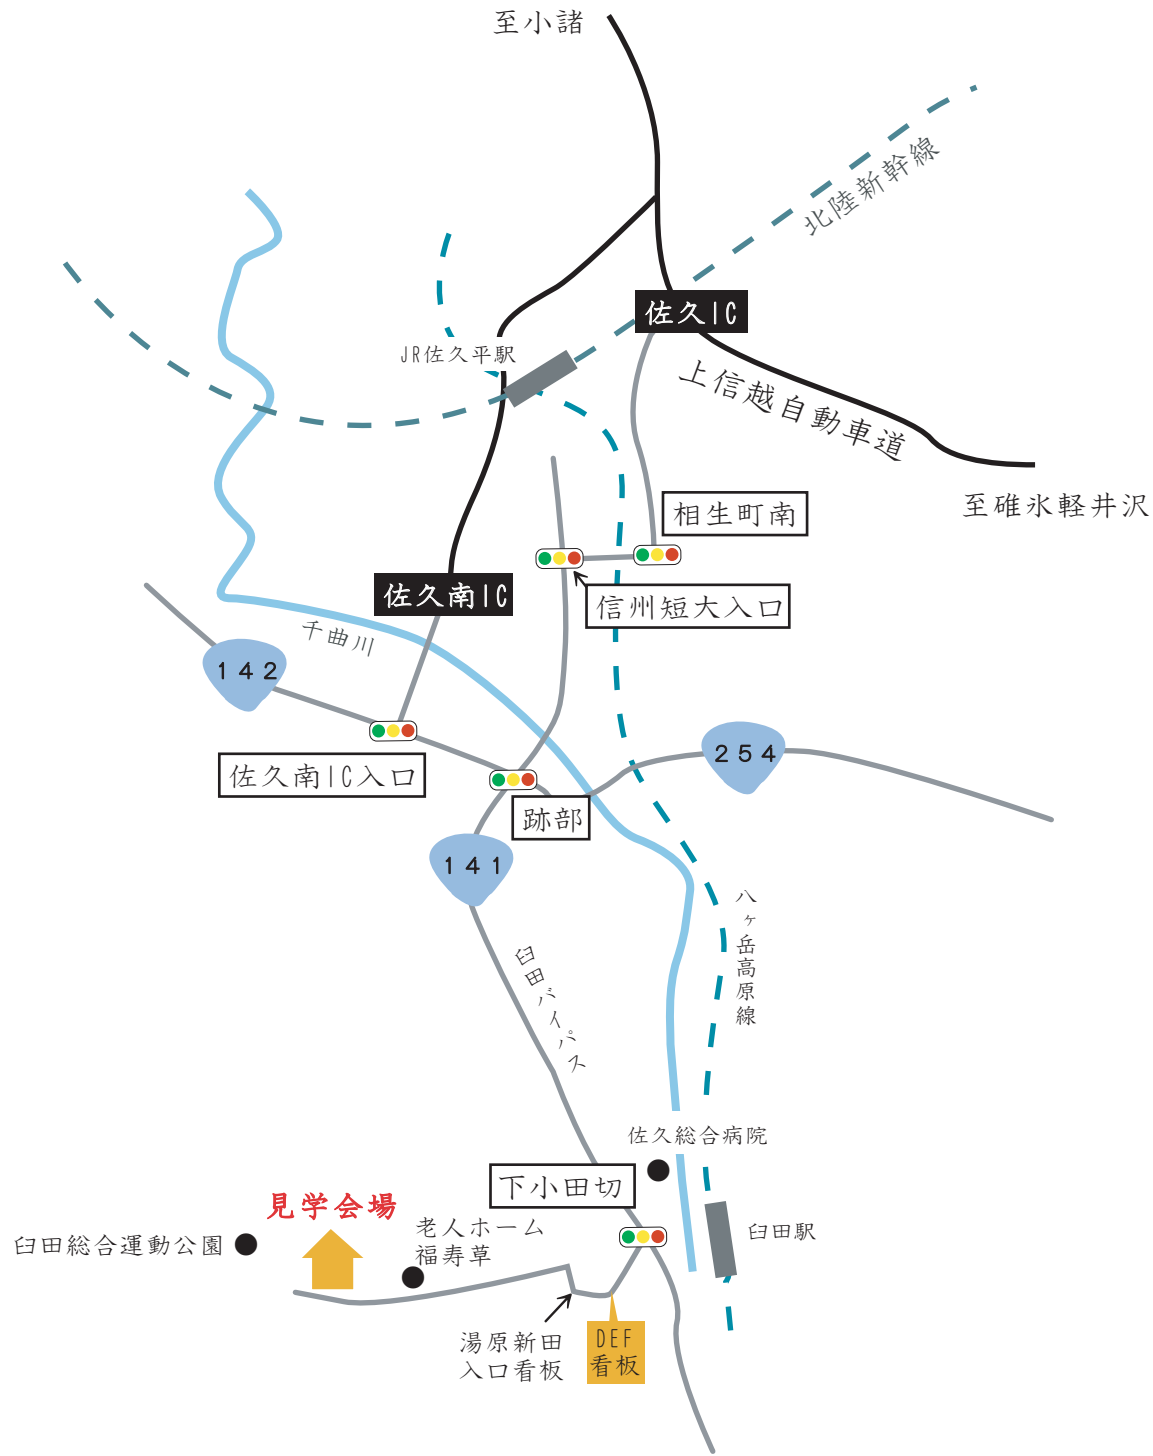 至小諸
北陸新幹線
佐久IC
JR佐久平駅
上信越自動車道
至碓氷軽井沢
相生町南
佐久南IC
信州短大入口
千曲川
142
254
佐久南IC入口
跡部
141
八ヶ岳高原線
臼田バイパス
佐久総合病院
下小田切
見学会場
老人ホーム
福寿草
臼田総合運動公園
臼田駅
湯原新田
入口看板
DEF
看板